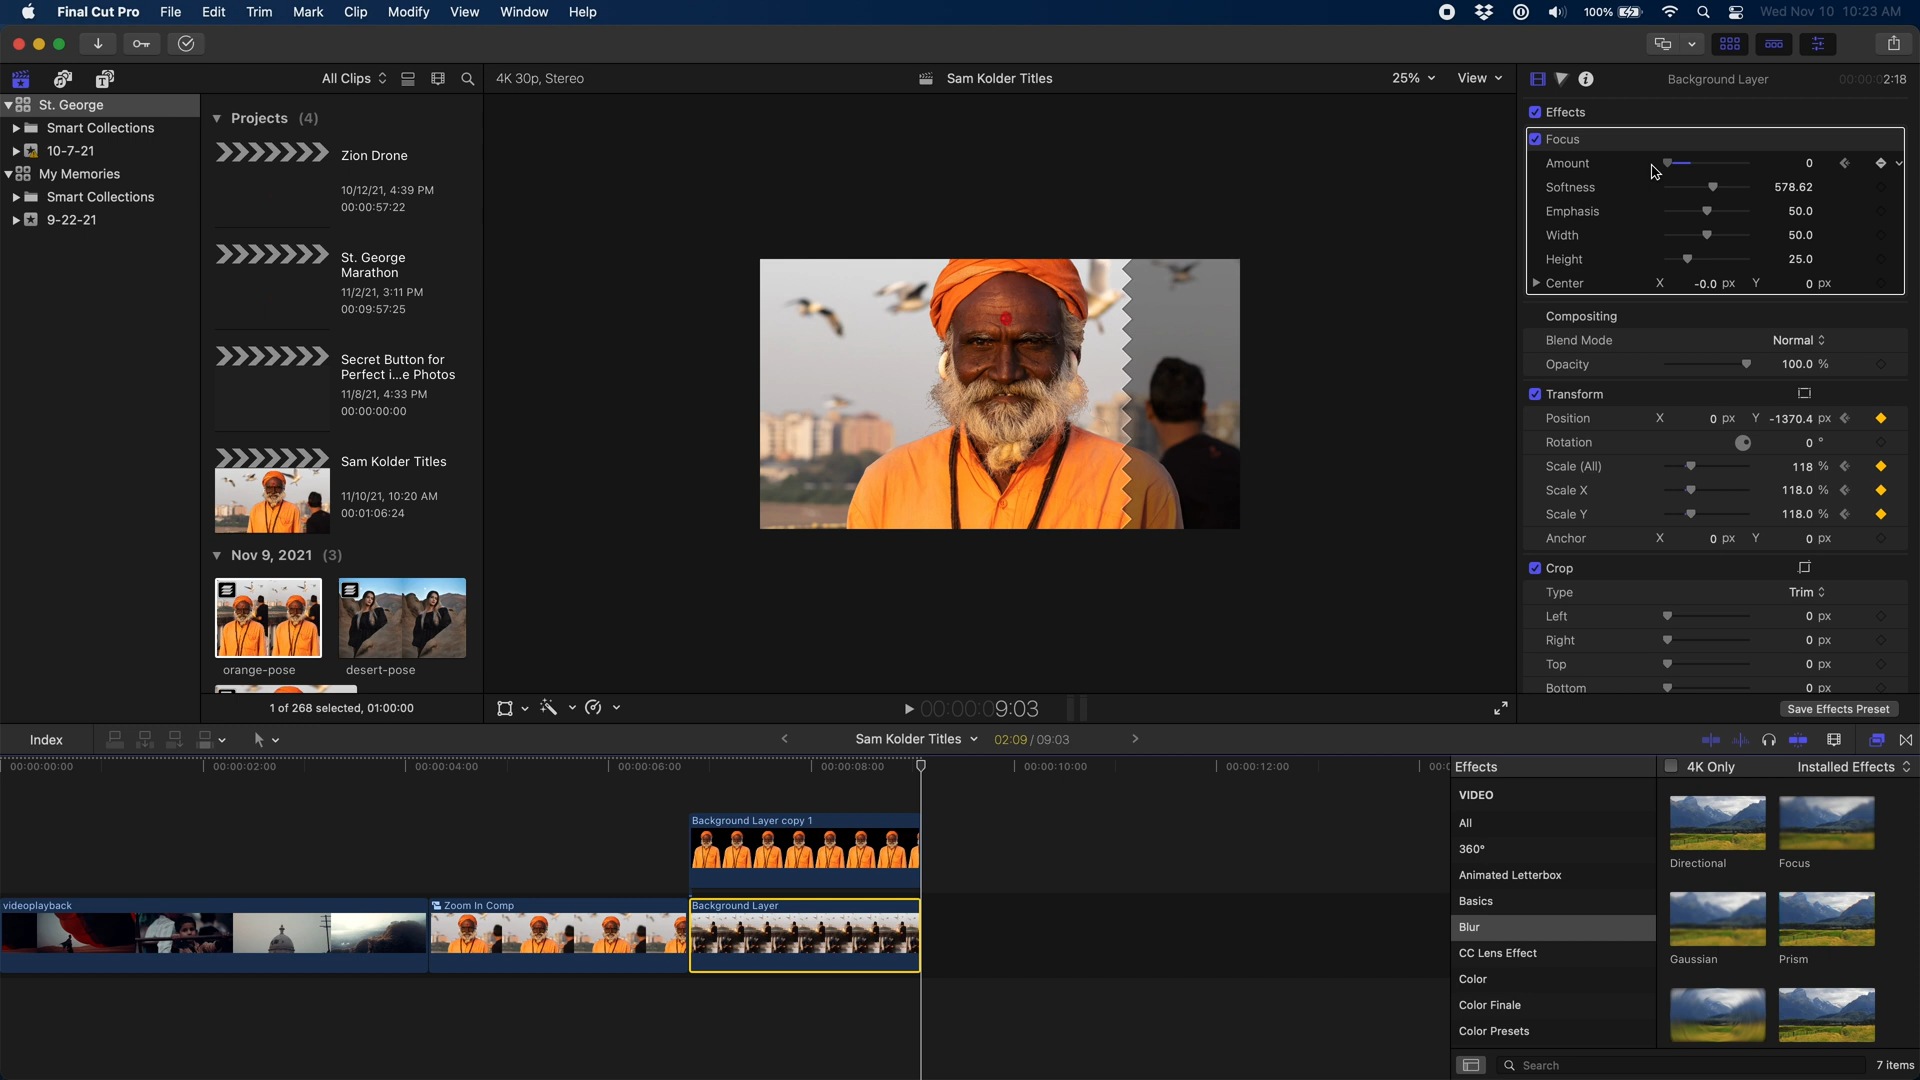 Final Cut Pro File Edit Trim Mark Clip Modify View Window Help 100% Wed Nov 10 10:23 AM
All Clips 4K 30p, Stereo Sam Kolder Titles 25% View Background Layer 00:00:02:18
St. George
Smart Collections
10-7-21
My Memories
Smart Collections
9-22-21
Projects (4)
Zion Drone
10/12/21, 4:39 PM
00:00:57:22
St. George
Marathon
11/2/21, 3:11 PM
00:09:57:25
Secret Button for
Perfect i...e Photos
11/8/21, 4:33 PM
00:00:00:00
Sam Kolder Titles
11/10/21, 10:20 AM
00:01:06:24
Nov 9, 2021 (3)
orange-pose desert-pose
1 of 268 selected, 01:00:00
00:00:09:03
Effects
Focus
Amount 0
Softness 578.62
Emphasis 50.0
Width 50.0
Height 25.0
Center X -0.0 px Y 0 px
Compositing
Blend Mode Normal
Opacity 100.0 %
Transform
Position X 0 px Y -1370.4 px
Rotation 0 °
Scale (All) 118 %
Scale X 118.0 %
Scale Y 118.0 %
Anchor X 0 px Y 0 px
Crop
Type Trim
Left 0 px
Right 0 px
Top 0 px
Bottom 0 px
Save Effects Preset
Index Sam Kolder Titles 02:09 / 09:03
00:00:00:00 00:00:02:00 00:00:04:00 00:00:06:00 00:00:08:00 00:00:10:00 00:00:12:00 00:0
Background Layer copy 1
videoplayback Zoom In Comp Background Layer
Effects 4K Only Installed Effects
VIDEO
All
360°
Animated Letterbox
Basics
Blur
CC Lens Effect
Color
Color Finale
Color Presets
Directional Focus
Gaussian Prism
Search 7 items